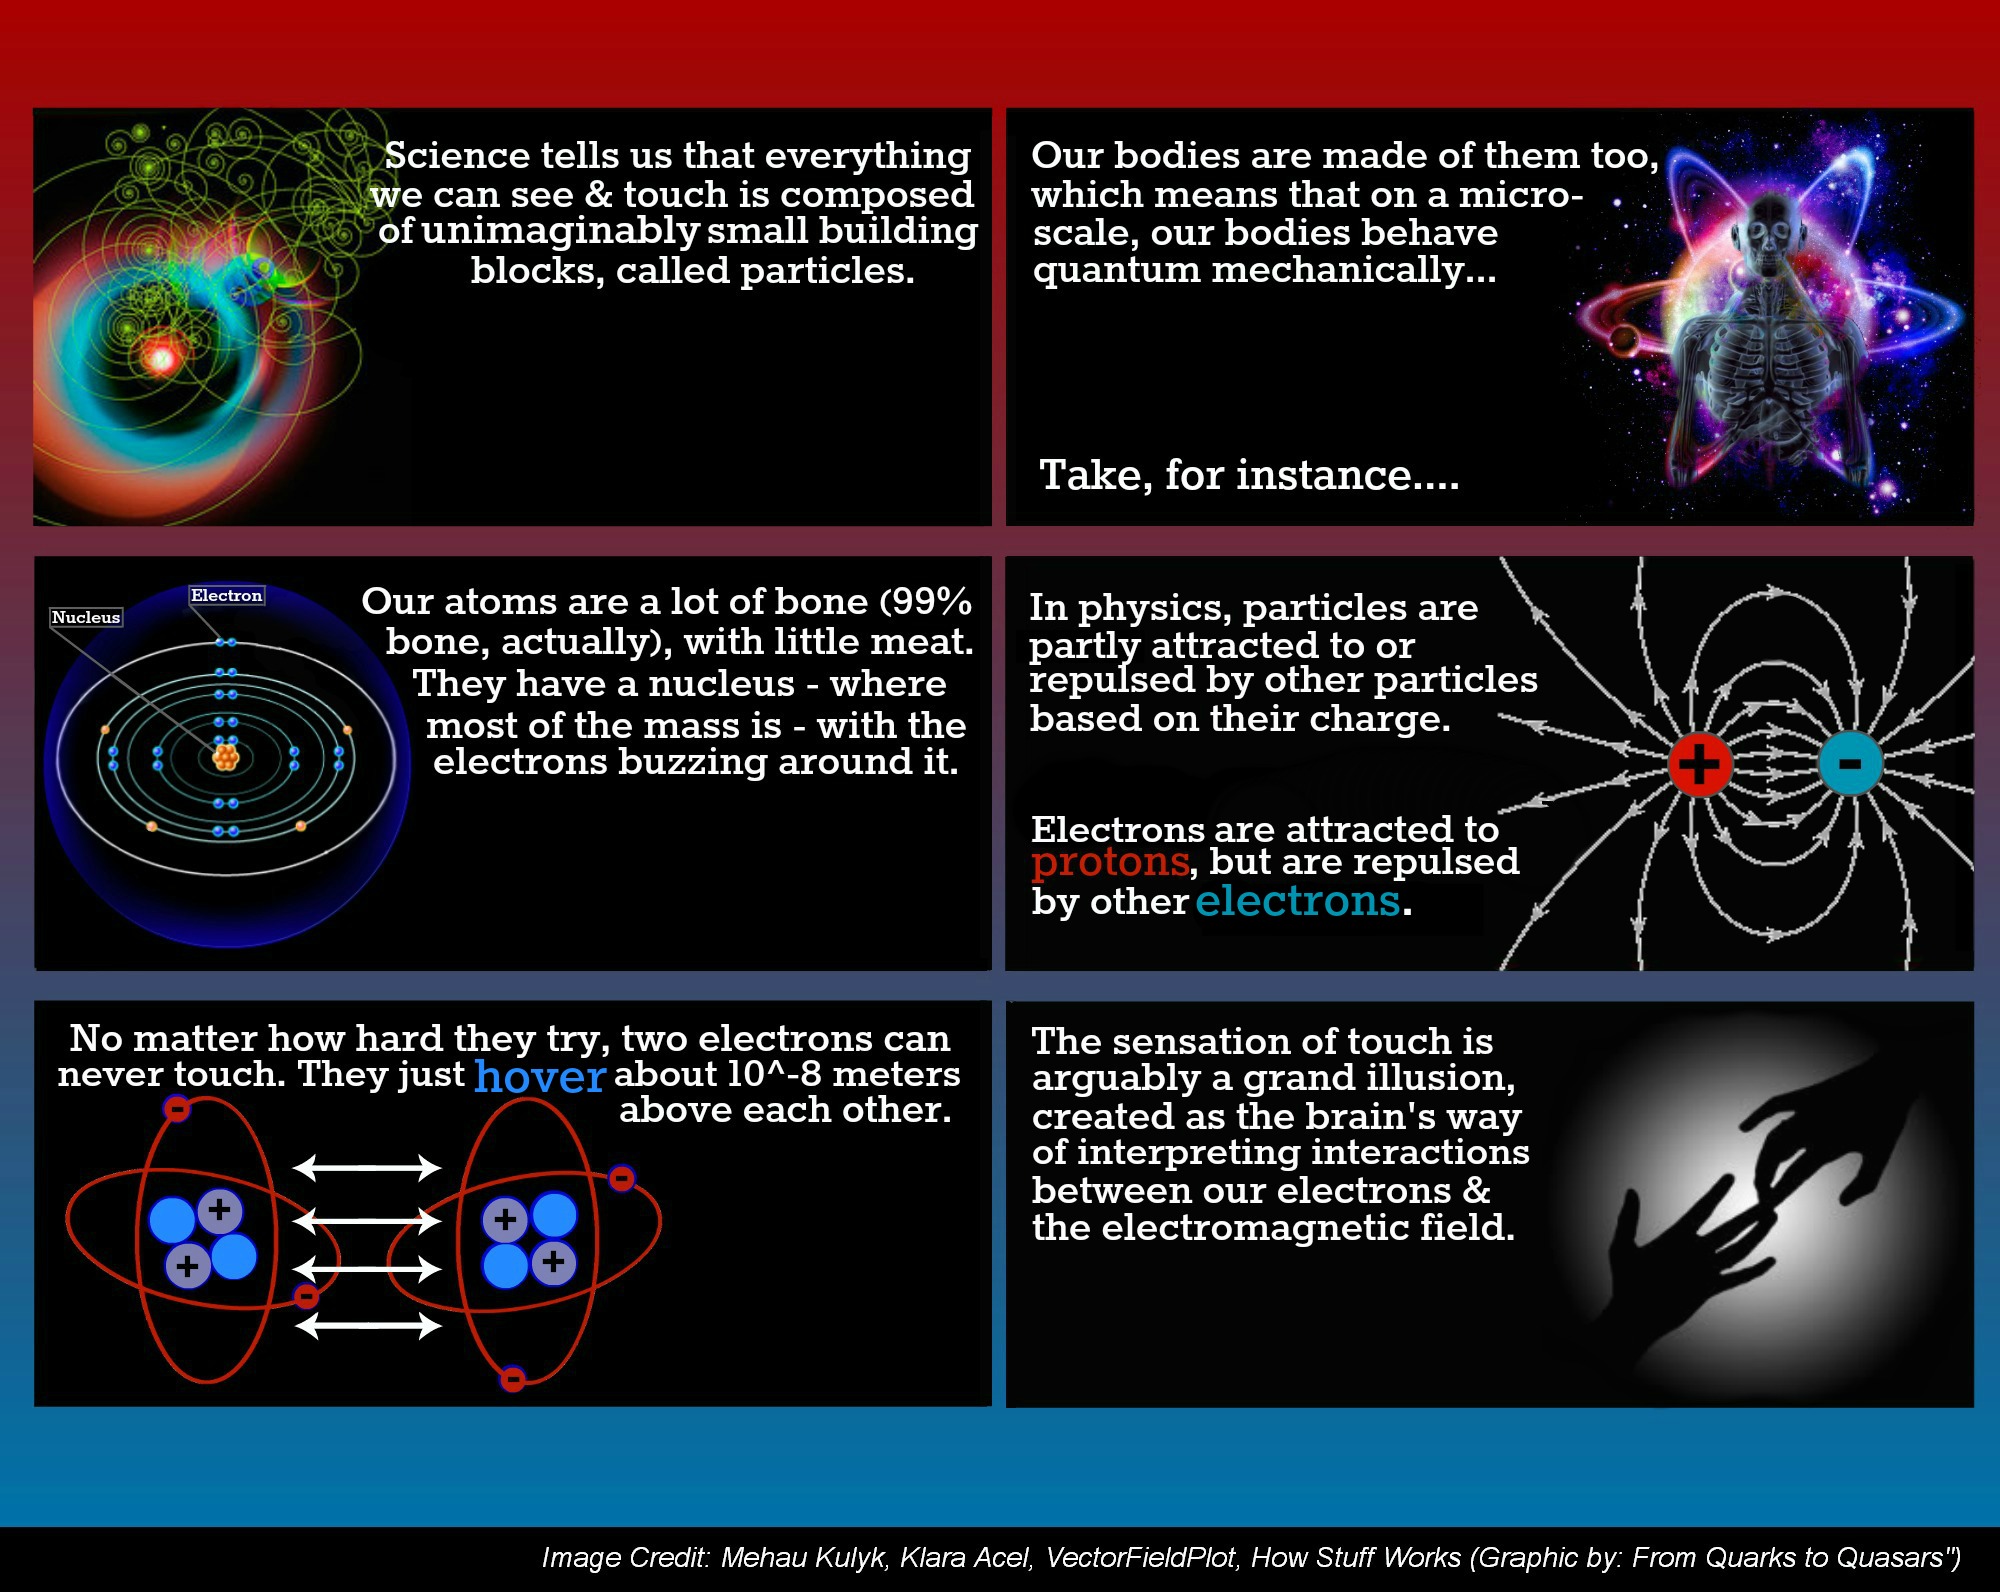 Science tells us that everything
we can see & touch is composed
of unimaginably small building
blocks, called particles.
Our bodies are made of them too,
which means that on a micro-
scale, our bodies behave
quantum mechanically...
Take, for instance....
Nucleus
Electron
Our atoms are a lot of bone (99%
bone, actually), with little meat.
They have a nucleus - where
most of the mass is - with the
electrons buzzing around it.
In physics, particles are
partly attracted to or
repulsed by other particles
based on their charge.
Electrons are attracted to
protons, but are repulsed
by other electrons.
+
-
No matter how hard they try, two electrons can
never touch. They just hover about 10^-8 meters
above each other.
-
-
+
+
+
+
-
-
The sensation of touch is
arguably a grand illusion,
created as the brain's way
of interpreting interactions
between our electrons &
the electromagnetic field.
Image Credit: Mehau Kulyk, Klara Acel, VectorFieldPlot, How Stuff Works (Graphic by: From Quarks to Quasars")